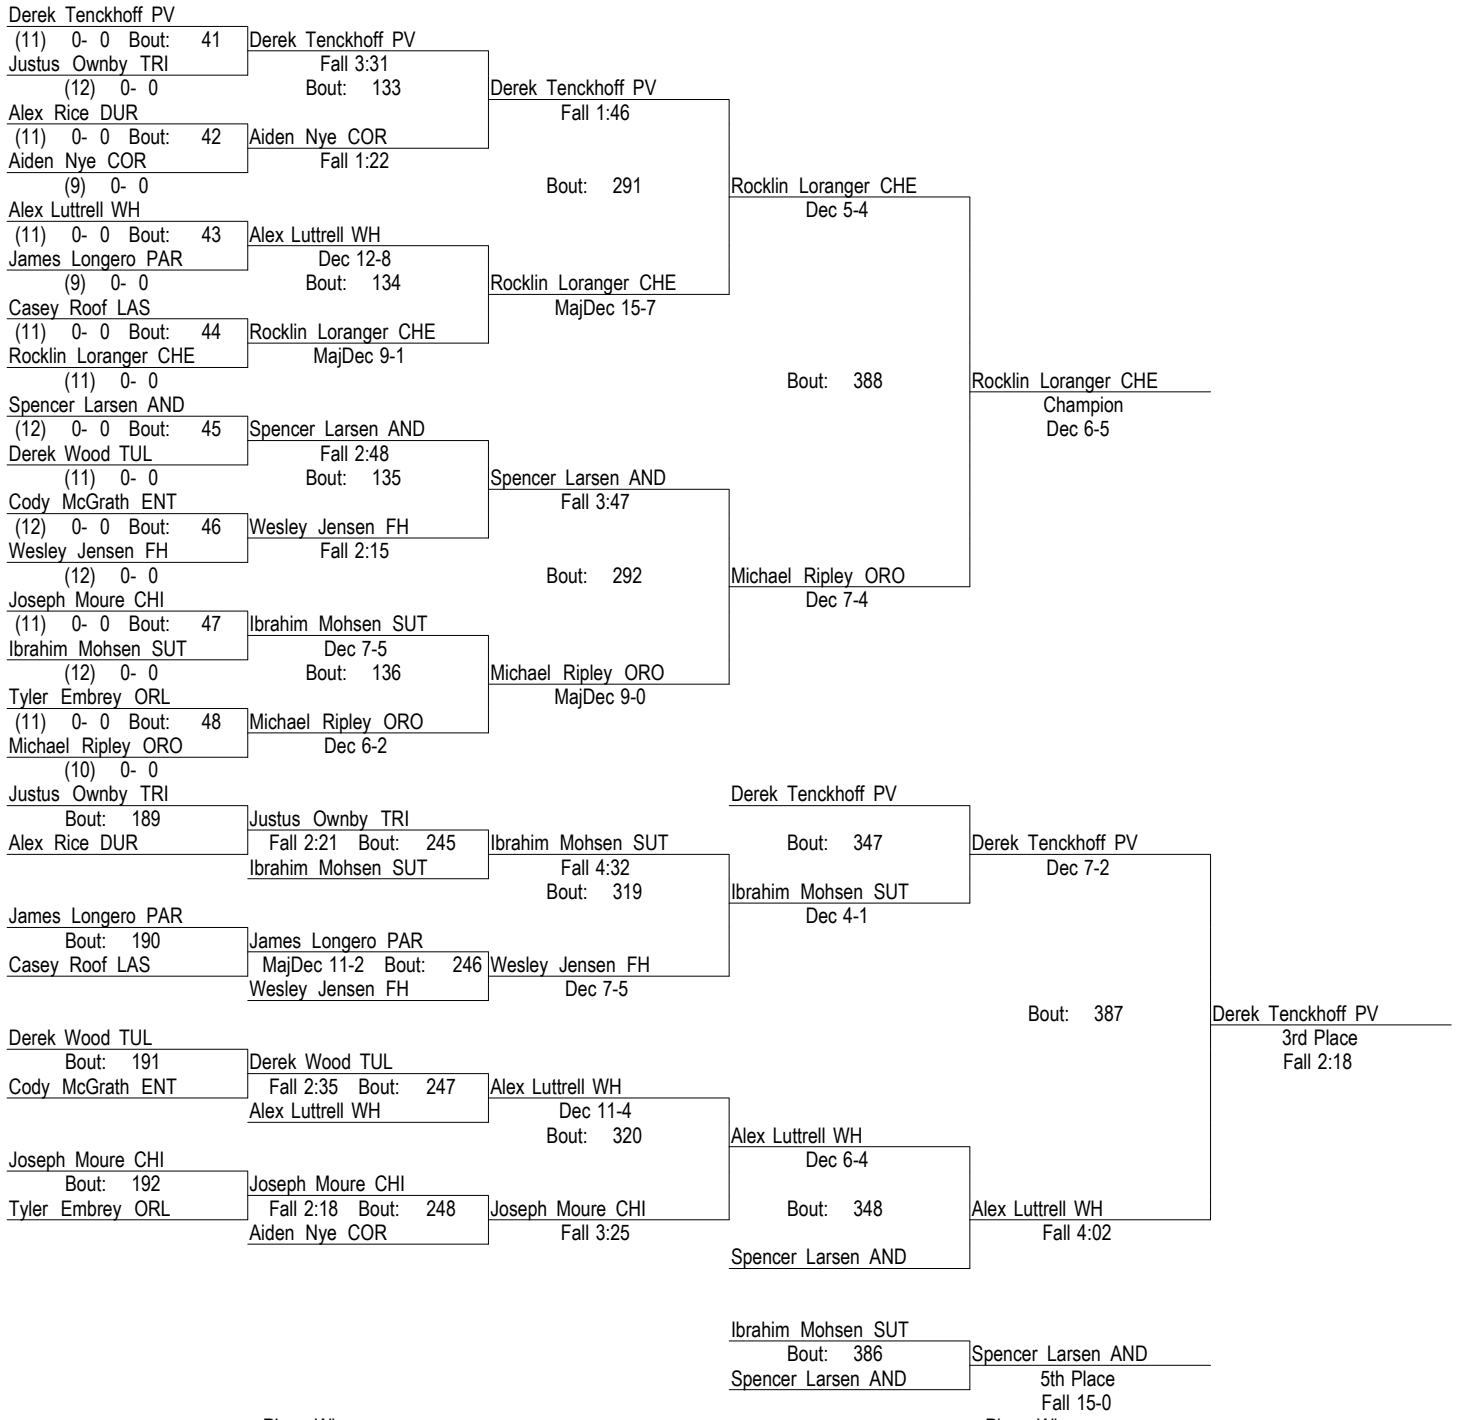 Derek Tenckhoff PV
(11) 0- 0 Bout: 41 Derek Tenckhoff PV
Justus Ownby TRI Fall 3:31
(12) 0- 0 Bout: 133 Derek Tenckhoff PV
Alex Rice DUR Fall 1:46
(11) 0- 0 Bout: 42 Aiden Nye COR
Aiden Nye COR Fall 1:22
(9) 0- 0 Bout: 291 Rocklin Loranger CHE
Alex Luttrell WH Dec 5-4
(11) 0- 0 Bout: 43 Alex Luttrell WH
James Longero PAR Dec 12-8
(9) 0- 0 Bout: 134 Rocklin Loranger CHE
Casey Roof LAS MajDec 15-7
(11) 0- 0 Bout: 44 Rocklin Loranger CHE
Rocklin Loranger CHE MajDec 9-1
(11) 0- 0 Bout: 388 Rocklin Loranger CHE
Spencer Larsen AND Champion
(12) 0- 0 Bout: 45 Spencer Larsen AND Dec 6-5
Derek Wood TUL Fall 2:48
(11) 0- 0 Bout: 135 Spencer Larsen AND
Cody McGrath ENT Fall 3:47
(12) 0- 0 Bout: 46 Wesley Jensen FH
Wesley Jensen FH Fall 2:15
(12) 0- 0 Bout: 292 Michael Ripley ORO
Joseph Moure CHI Dec 7-4
(11) 0- 0 Bout: 47 Ibrahim Mohsen SUT
Ibrahim Mohsen SUT Dec 7-5
(12) 0- 0 Bout: 136 Michael Ripley ORO
Tyler Embrey ORL MajDec 9-0
(11) 0- 0 Bout: 48 Michael Ripley ORO
Michael Ripley ORO Dec 6-2
(10) 0- 0
Justus Ownby TRI Derek Tenckhoff PV
Bout: 189 Justus Ownby TRI
Alex Rice DUR Fall 2:21 Bout: 245 Ibrahim Mohsen SUT Bout: 347 Derek Tenckhoff PV
Ibrahim Mohsen SUT Fall 4:32 Dec 7-2
Bout: 319 Ibrahim Mohsen SUT
James Longero PAR Dec 4-1
Bout: 190 James Longero PAR
Casey Roof LAS MajDec 11-2 Bout: 246 Wesley Jensen FH
Wesley Jensen FH Dec 7-5
Bout: 387 Derek Tenckhoff PV
Derek Wood TUL 3rd Place
Bout: 191 Derek Wood TUL Fall 2:18
Cody McGrath ENT Fall 2:35 Bout: 247 Alex Luttrell WH
Alex Luttrell WH Dec 11-4
Bout: 320 Alex Luttrell WH
Joseph Moure CHI Dec 6-4
Bout: 192 Joseph Moure CHI
Tyler Embrey ORL Fall 2:18 Bout: 248 Joseph Moure CHI Bout: 348 Alex Luttrell WH
Aiden Nye COR Fall 3:25 Fall 4:02
Spencer Larsen AND
Ibrahim Mohsen SUT
Bout: 386 Spencer Larsen AND
Spencer Larsen AND 5th Place
Fall 15-0